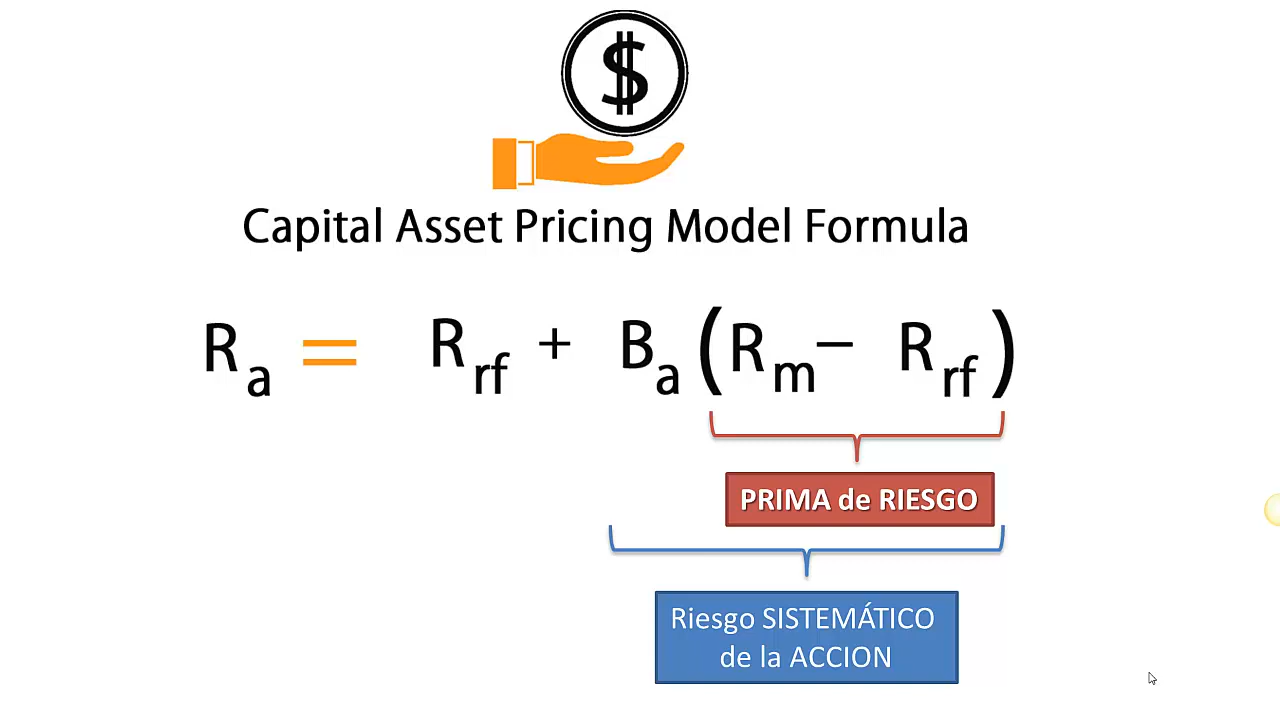 $
Capital Asset Pricing Model Formula
Ra = Rrf + Ba (Rm − Rrf)
PRIMA de RIESGO
Riesgo SISTEMÁTICO
de la ACCION